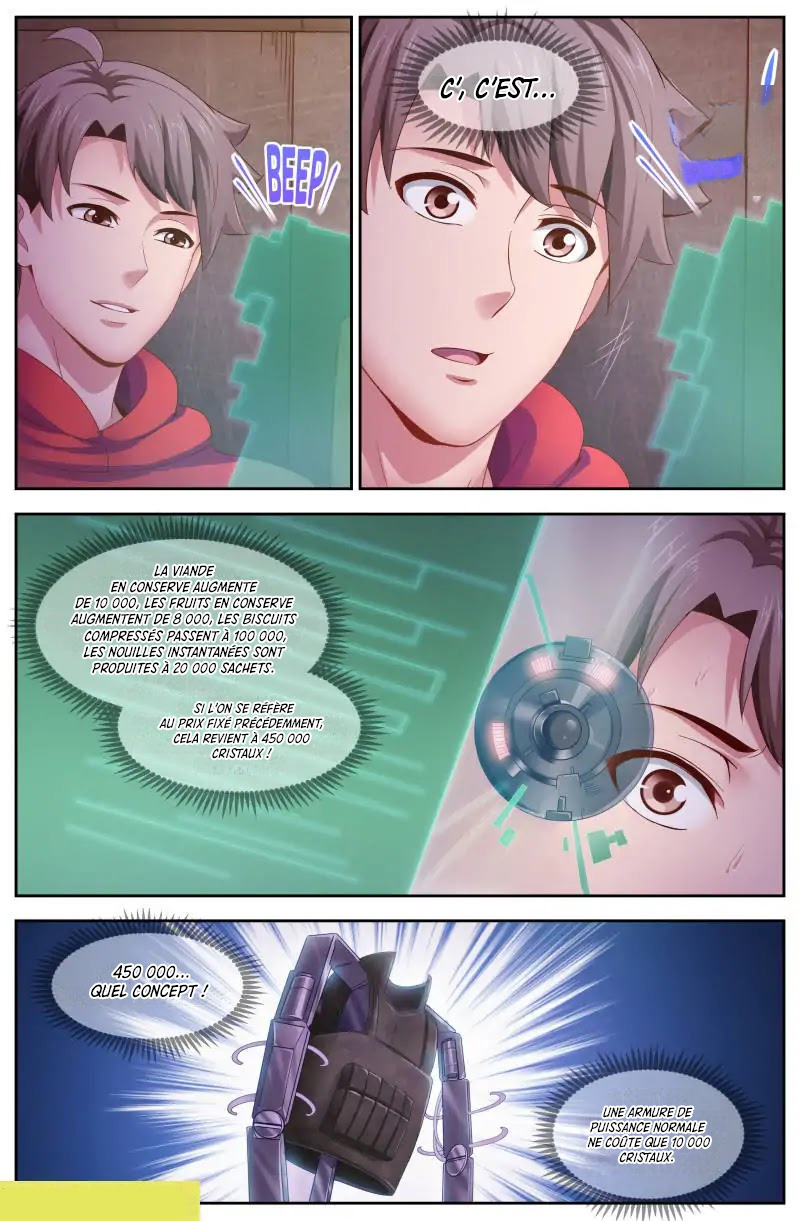 BEEP
C', C'EST...
LA VIANDE
EN CONSERVE AUGMENTE
DE 10 000, LES FRUITS EN CONSERVE
AUGMENTENT DE 8 000, LES BISCUITS
COMPRESSÉS PASSENT À 100 000,
LES NOUILLES INSTANTANÉES SONT
PRODUITES À 20 000 SACHETS.
SI L'ON SE RÉFÈRE
AU PRIX FIXÉ PRÉCÉDEMMENT,
CELA REVIENT À 450 000
CRISTAUX !
450 000...
QUEL CONCEPT !
UNE ARMURE DE
PUISSANCE NORMALE
NE COÛTE QUE 10 000
CRISTAUX.